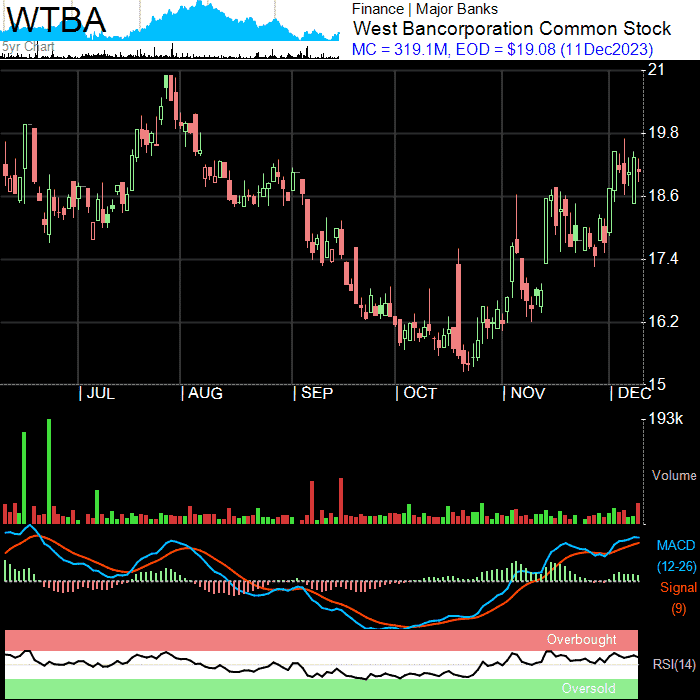 WTBA
5yr Chart
Finance | Major Banks
West Bancorporation Common Stock
MC = 319.1M, EOD = $19.08 (11Dec2023)
21
19.8
18.6
17.4
16.2
15
| JUL | AUG | SEP | OCT | NOV | DEC
193k
Volume
MACD
(12-26)
Signal
(9)
Overbought
RSI(14)
Oversold